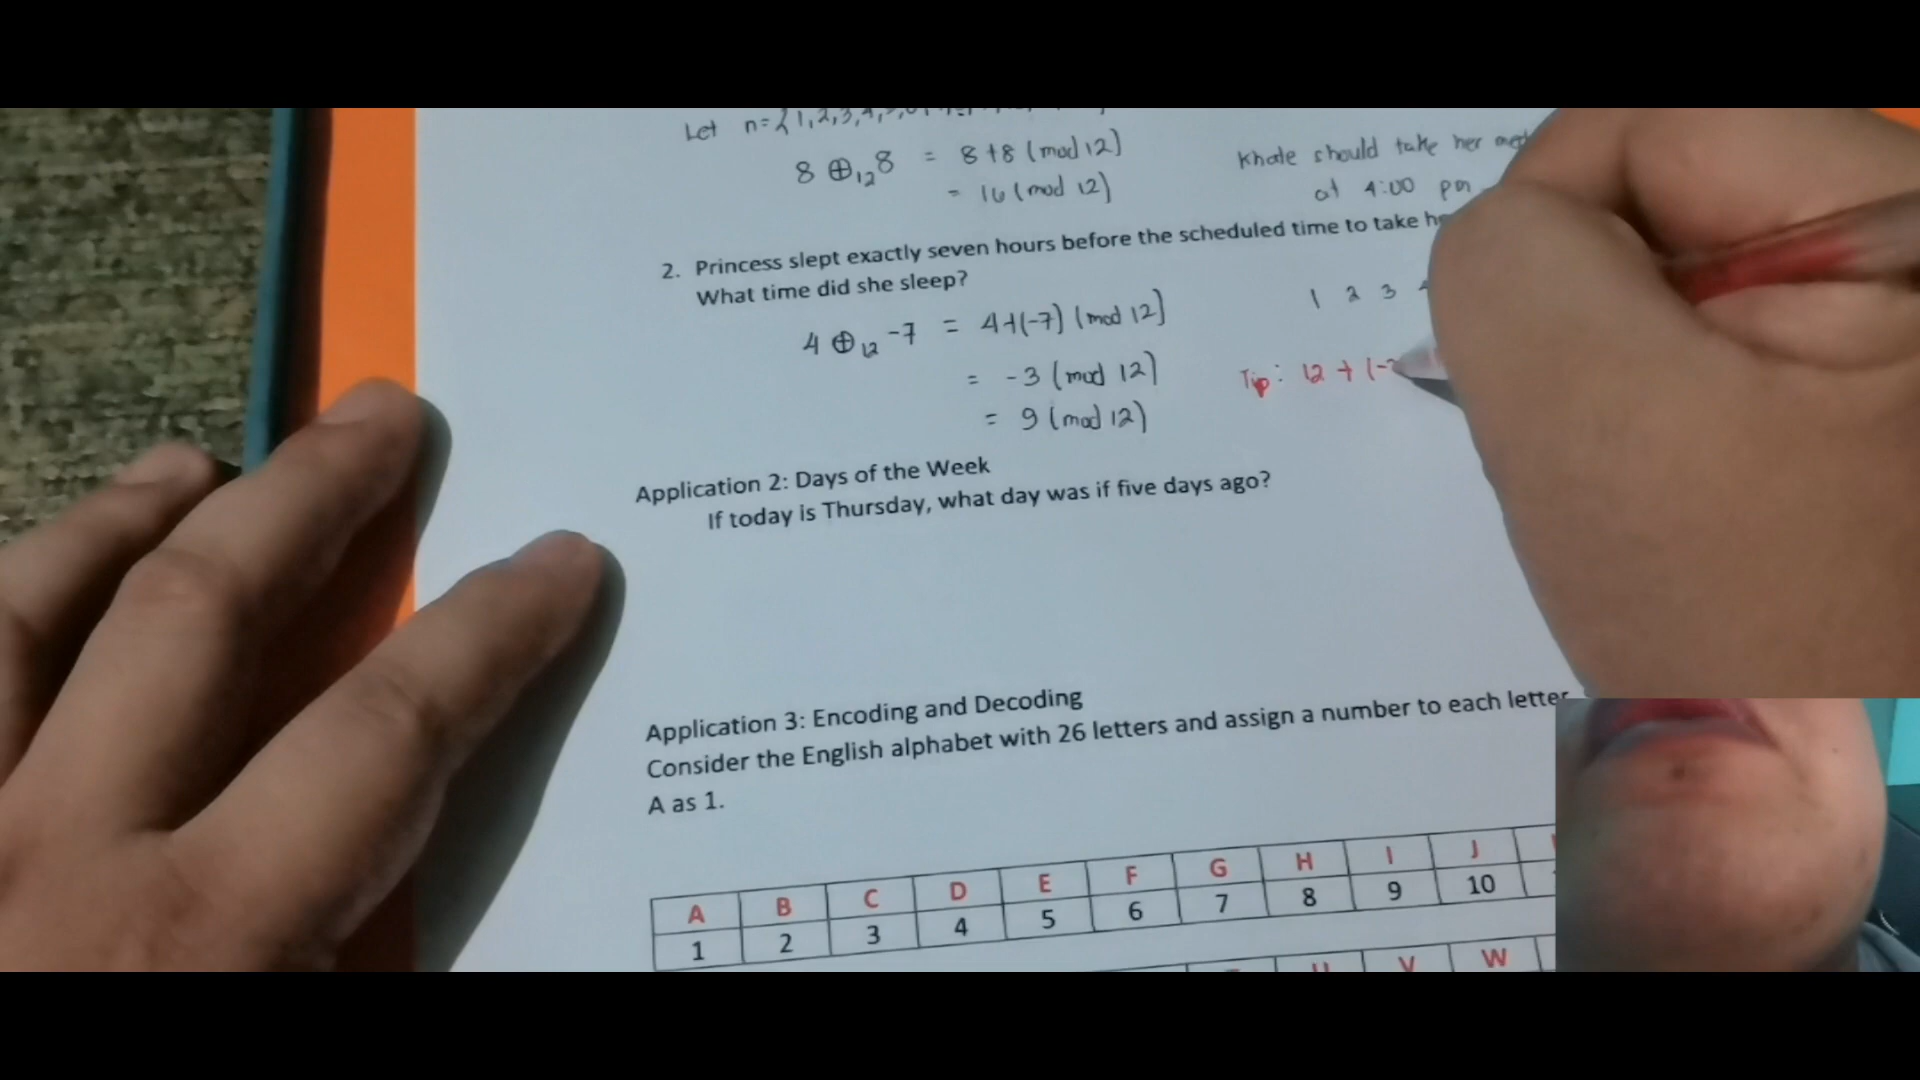 Let n={1,2,3,4,5,
8 ⊕₁₂ 8 = 8+8 (mod 12)
= 16 (mod 12)
Khate should take her
at 4:00 pm
2. Princess slept exactly seven hours before the scheduled time to take
What time did she sleep?
1 2 3
4 ⊕₁₂ -7 = 4+(-7) (mod 12)
= -3 (mod 12)
Tip: 12 + (-
= 9 (mod 12)
Application 2: Days of the Week
If today is Thursday, what day was if five days ago?
Application 3: Encoding and Decoding
Consider the English alphabet with 26 letters and assign a number to each letter
A as 1.
A B C D E F G H I J
1 2 3 4 5 6 7 8 9 10
U V W